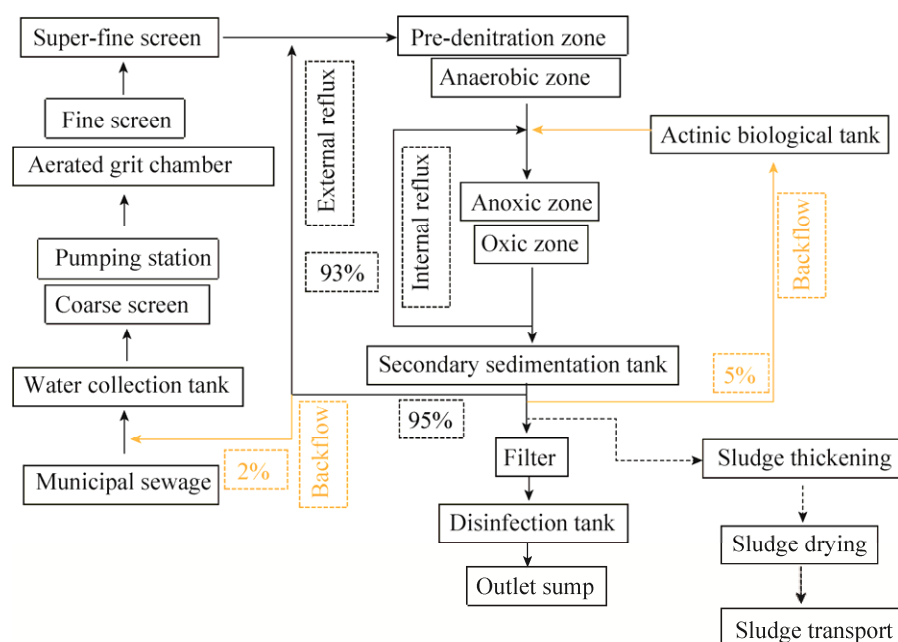 Super-fine screen
Pre-denitration zone
Anaerobic zone
Fine screen
Aerated grit chamber
External reflux
Internal reflux
Actinic biological tank
Anoxic zone
Oxic zone
Backflow
Pumping station
93%
Coarse screen
Secondary sedimentation tank
Water collection tank
5%
95%
2%
Backflow
Municipal sewage
Filter
Sludge thickening
Disinfection tank
Sludge drying
Outlet sump
Sludge transport